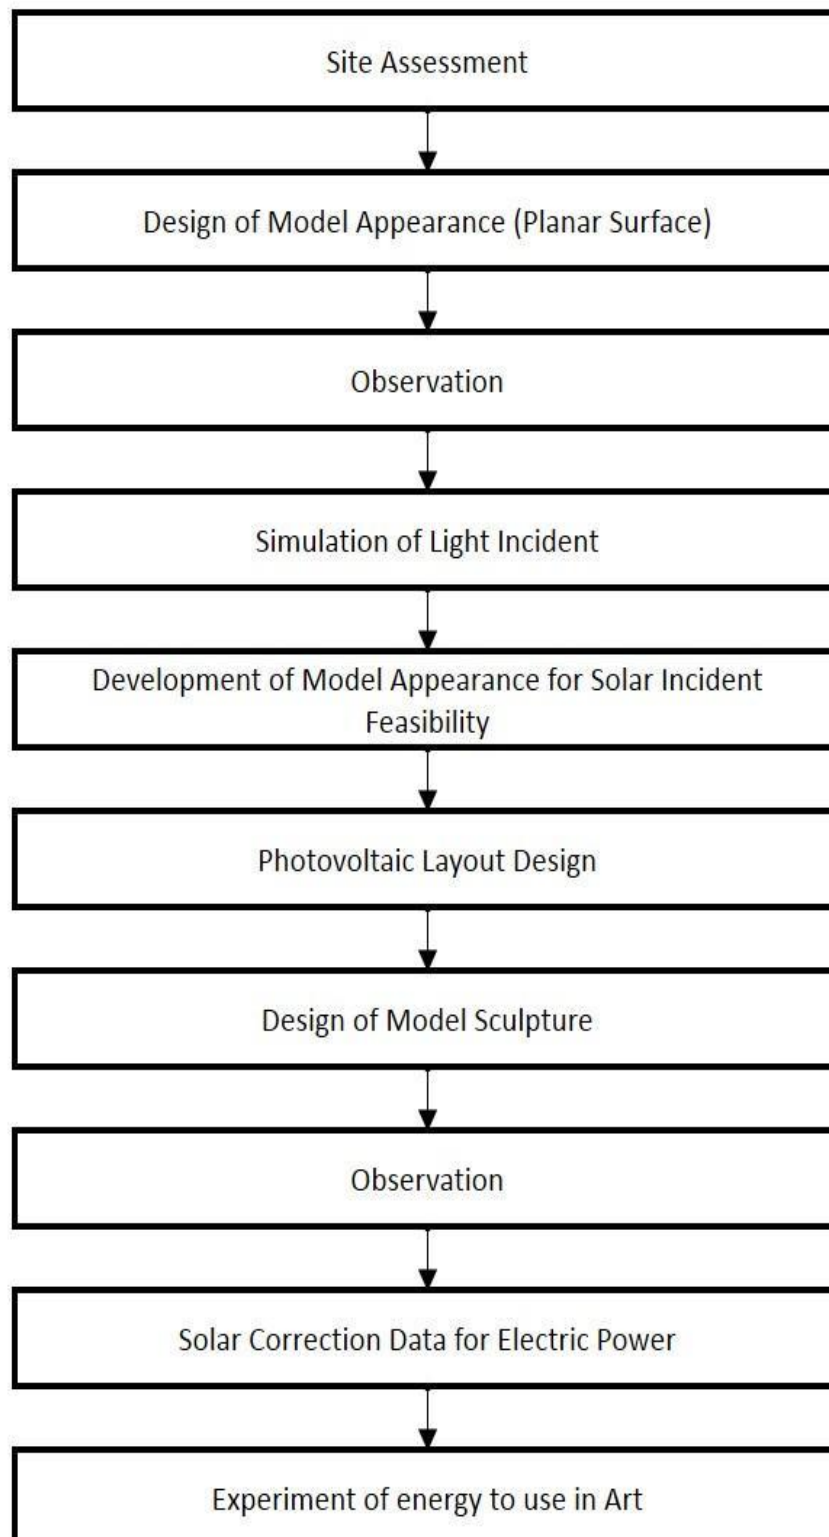 Site Assessment
Design of Model Appearance (Planar Surface)
Observation
Simulation of Light Incident
Development of Model Appearance for Solar Incident
Feasibility
Photovoltaic Layout Design
Design of Model Sculpture
Observation
Solar Correction Data for Electric Power
Experiment of energy to use in Art